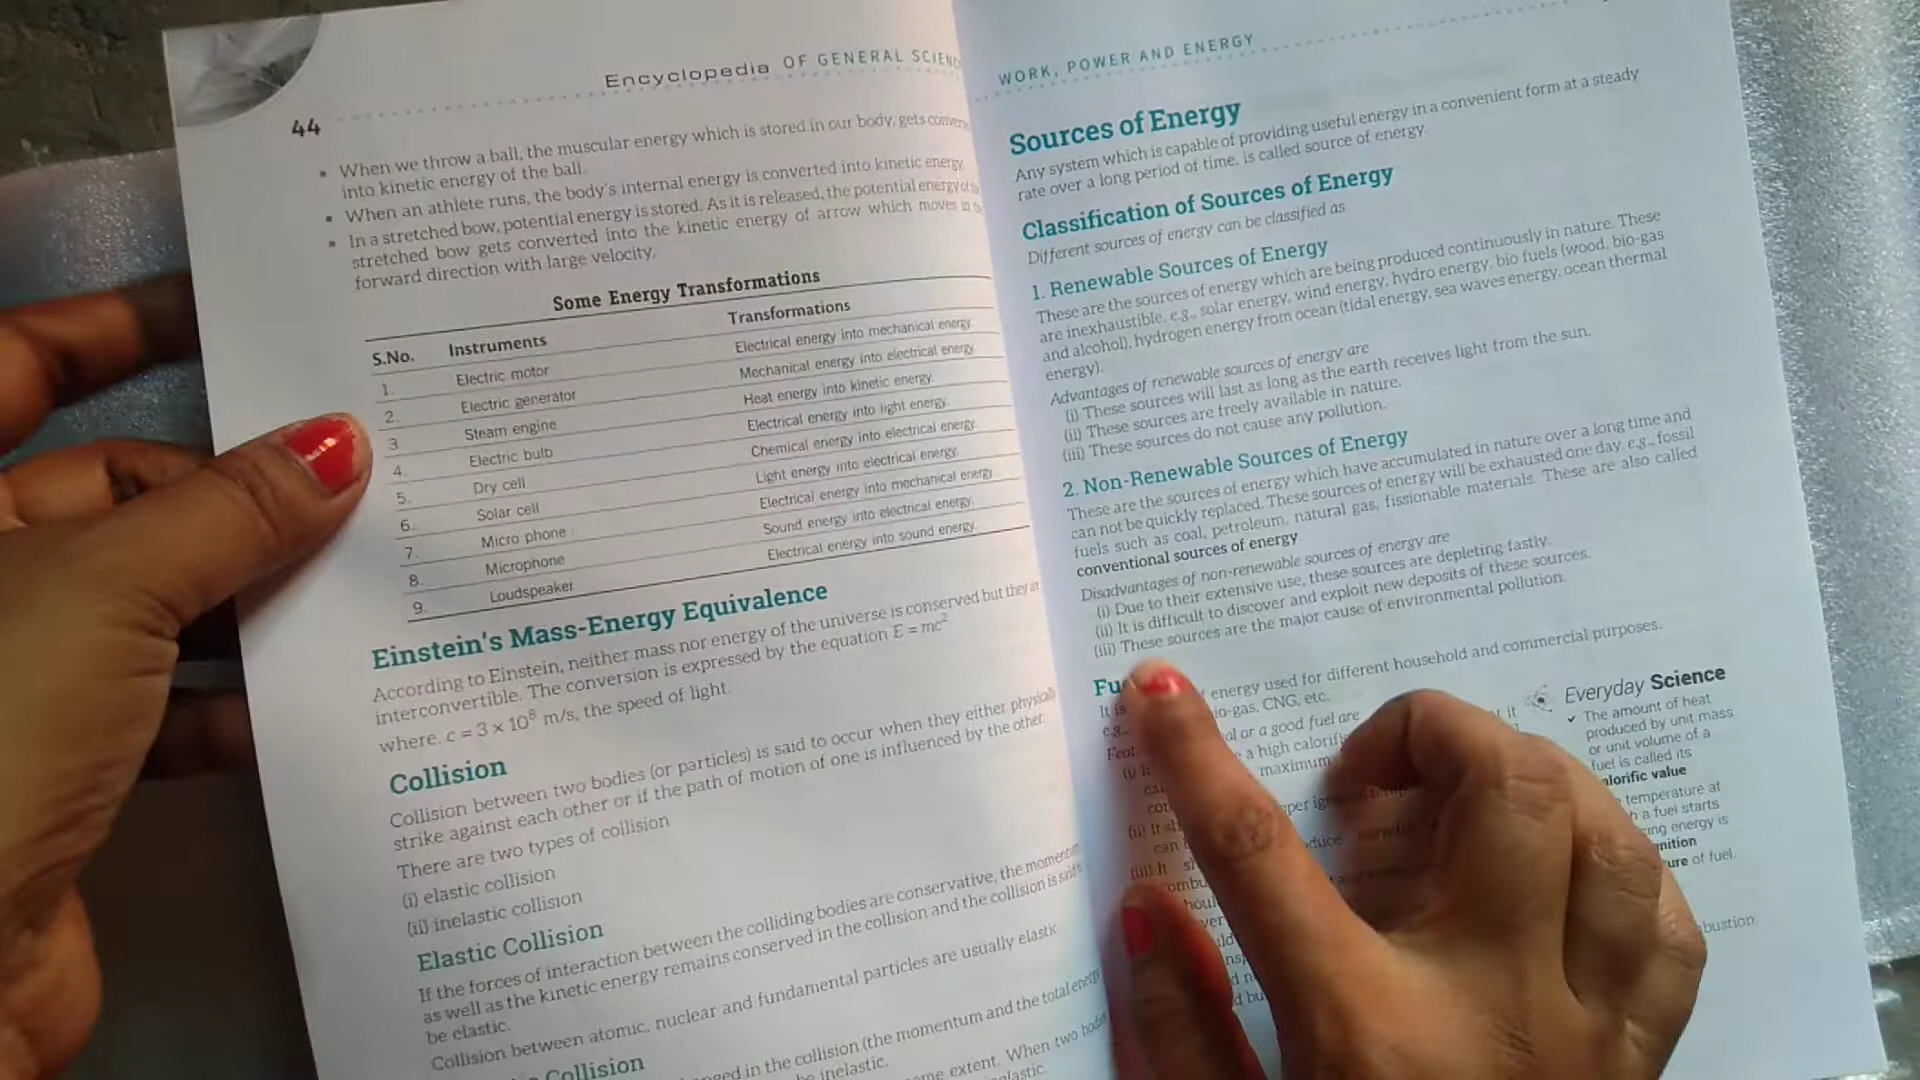 Encyclopedia OF GENERAL
44
When we throw a ball, the muscular energy which is stored in our body, gets
into kinetic energy of the ball.
When an athlete runs, the body's internal energy is converted into kinetic energy.
In a stretched bow, potential energy is stored. As it is released, the potential energy of
stretched bow gets converted into the kinetic energy of arrow which moves in
forward direction with large velocity.
Some Energy Transformations
S.No. Instruments Transformations
1. Electric motor Electrical energy into mechanical energy.
2. Electric generator Mechanical energy into electrical energy.
3 Steam engine Heat energy into kinetic energy.
4. Electric bulb Electrical energy into light energy.
5. Dry cell Chemical energy into electrical energy.
6. Solar cell Light energy into electrical energy.
7. Micro phone Electrical energy into mechanical energy
8. Microphone Sound energy into electrical energy.
9. Loudspeaker Electrical energy into sound energy.
Einstein's Mass-Energy Equivalence
According to Einstein, neither mass nor energy of the universe is conserved but they
interconvertible. The conversion is expressed by the equation E = mc²
where, c = 3 × 10⁸ m/s, the speed of light.
Collision
Collision between two bodies (or particles) is said to occur when they either
strike against each other or if the path of motion of one is influenced by the other.
There are two types of collision
(i) elastic collision
(ii) inelastic collision
Elastic Collision
If the forces of interaction between the colliding bodies are conservative, the
as well as the kinetic energy remains conserved in the collision and the collision is
be elastic.
Collision between atomic, nuclear and fundamental particles are usually elastic.
Collision
in the collision (the momentum and the total energy
inelastic.
extent. When two
WORK, POWER AND ENERGY
Sources of Energy
Any system which is capable of providing useful energy in a convenient form at a steady
rate over a long period of time, is called source of energy.
Classification of Sources of Energy
Different sources of energy can be classified as
1. Renewable Sources of Energy
These are the sources of energy which are being produced continuously in nature. These
are inexhaustible, e.g., solar energy, wind energy, hydro energy, bio fuels (wood, bio-gas
and alcohol), hydrogen energy from ocean (tidal energy, sea waves energy, ocean thermal
energy).
Advantages of renewable sources of energy are
(i) These sources will last as long as the earth receives light from the sun.
(ii) These sources are freely available in nature.
(iii) These sources do not cause any pollution.
2. Non-Renewable Sources of Energy
These are the sources of energy which have accumulated in nature over a long time and
can not be quickly replaced. These sources of energy will be exhausted one day. e.g., fossil
fuels such as coal, petroleum, natural gas, fissionable materials. These are also called
conventional sources of energy
Disadvantages of non-renewable sources of energy are
(i) Due to their extensive use, these sources are depleting fastly.
(ii) It is difficult to discover and exploit new deposits of these sources.
(iii) These sources are the major cause of environmental pollution.
It is energy used for different household and commercial purposes.
e.g., CNG, etc.
or a good fuel are
a high
maximum
Everyday Science
✓ The amount of heat
produced by unit mass
or unit volume of a
fuel is called its
value
temperature at
a fuel starts
energy is
of fuel.